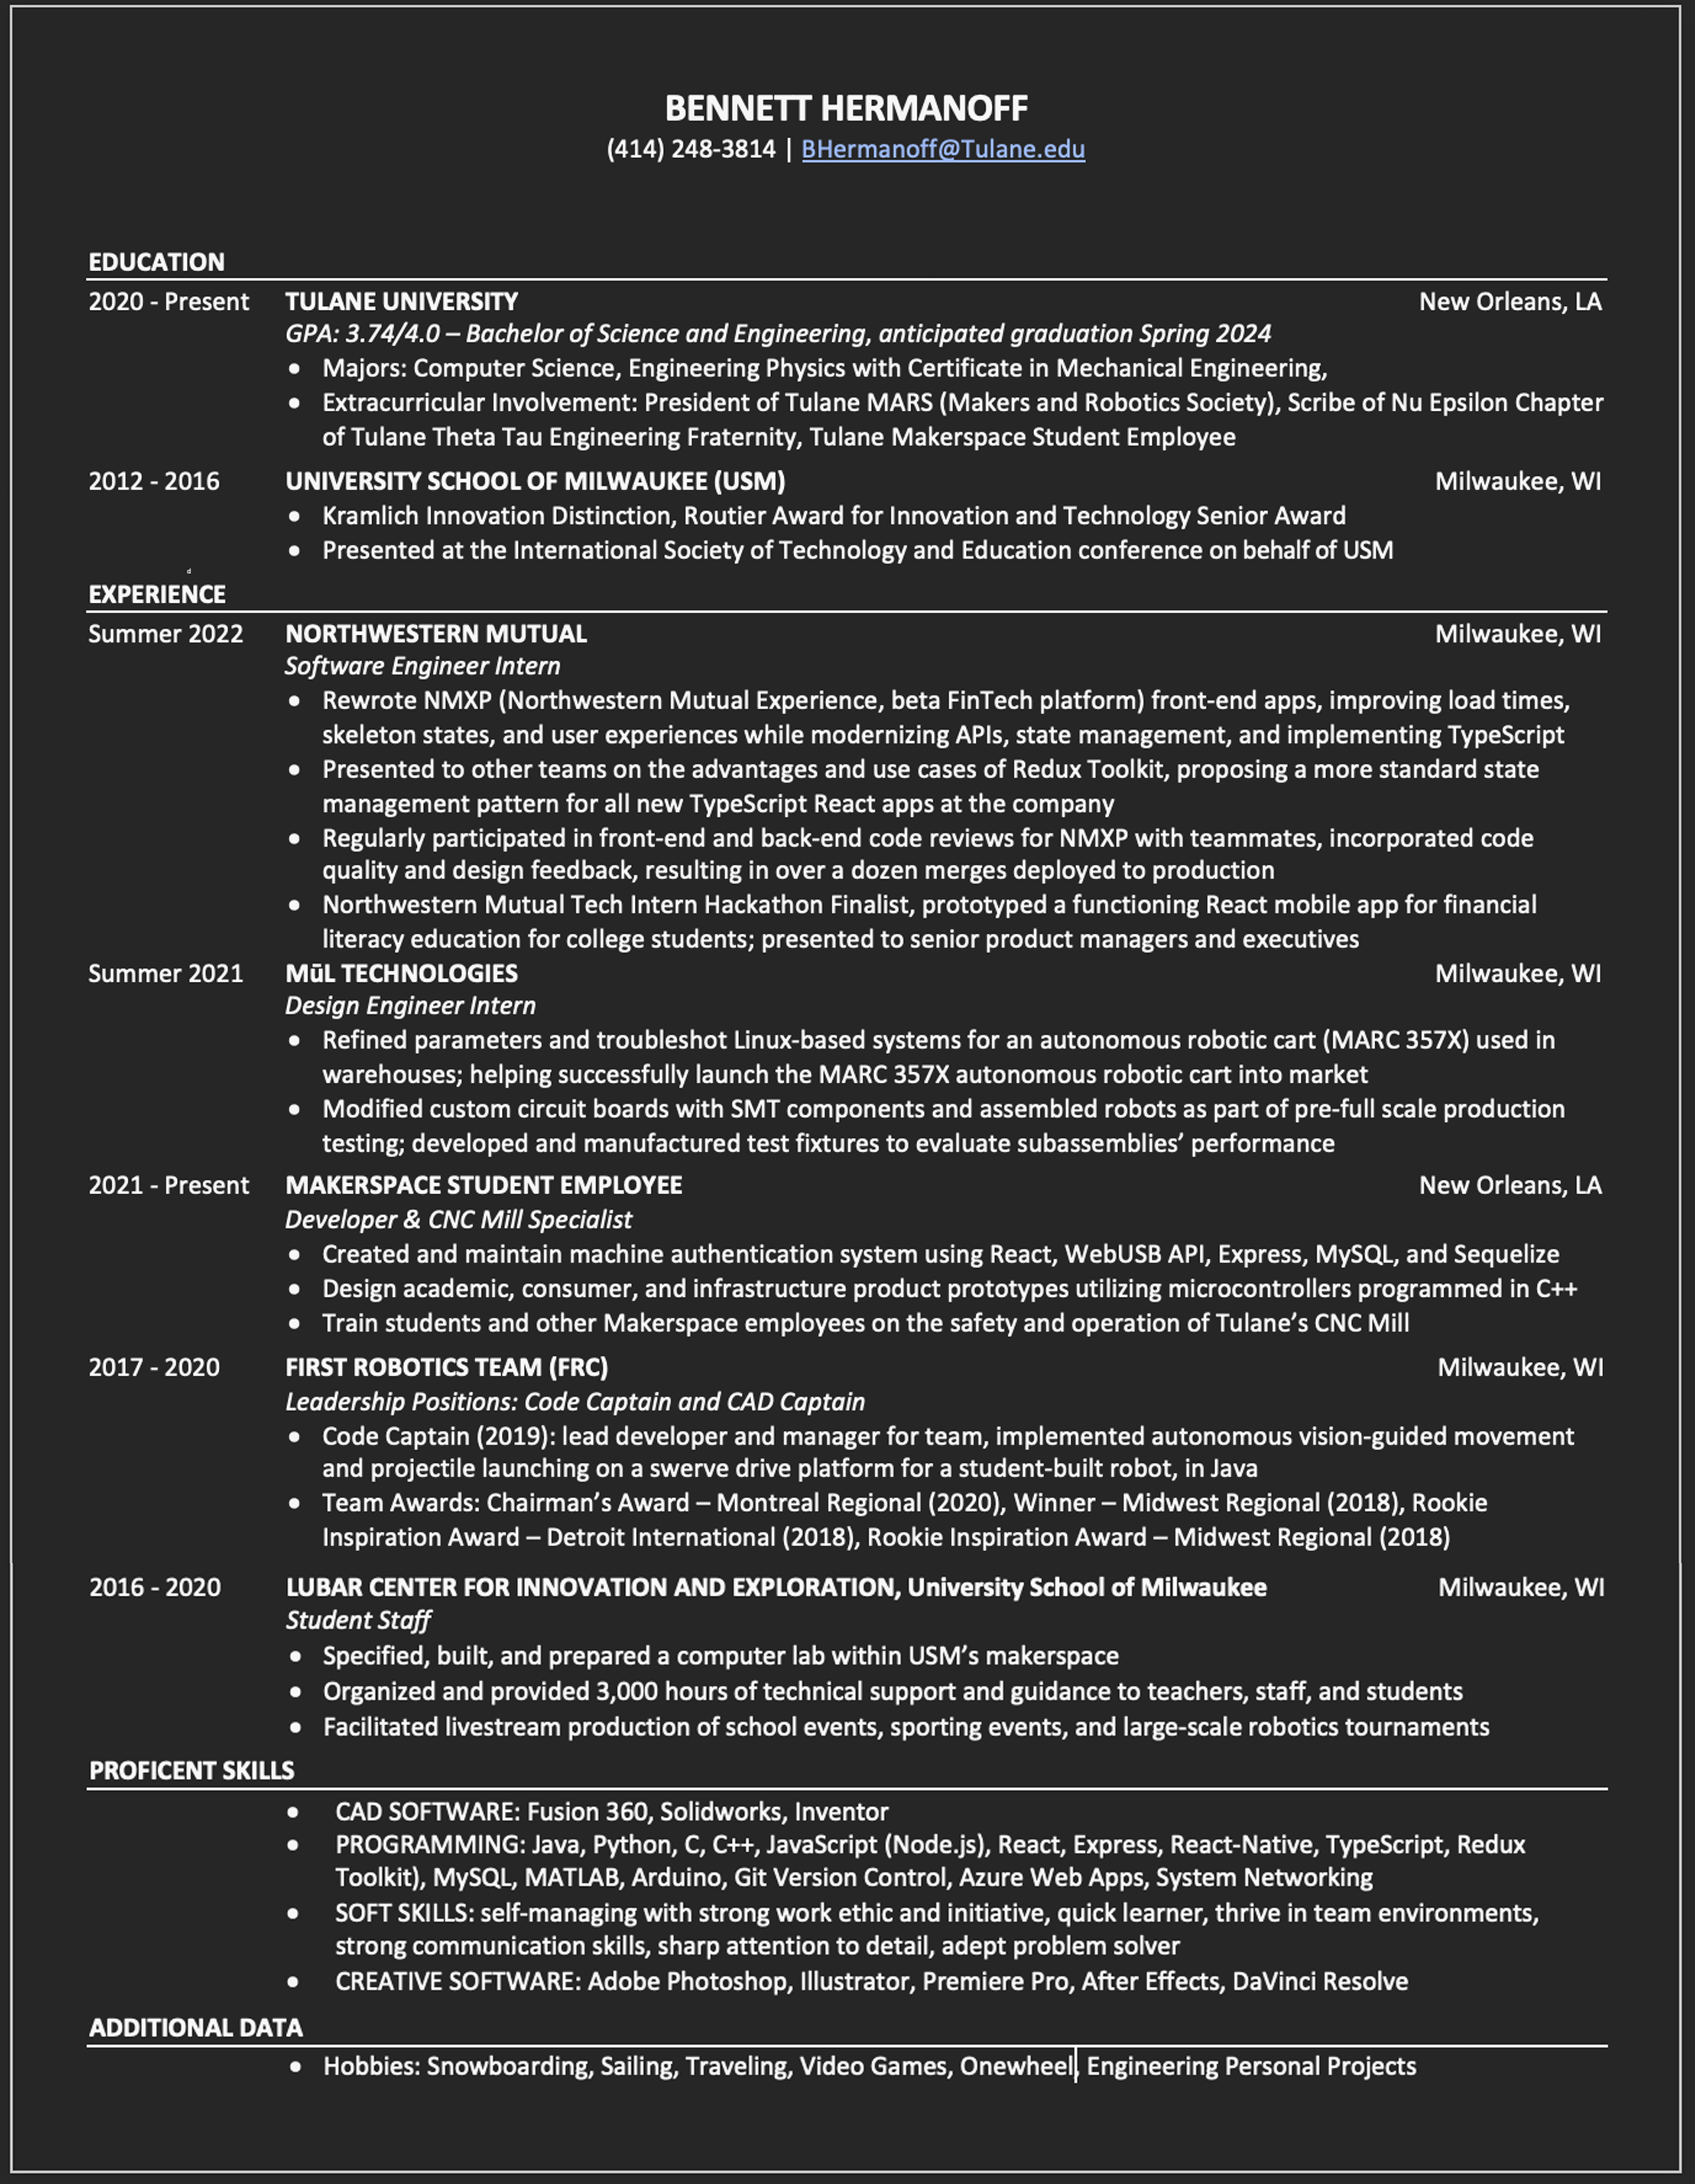 BENNETT HERMANOFF
(414) 248-3814 | BHermanoff@Tulane.edu
EDUCATION
2020 - Present TULANE UNIVERSITY New Orleans, LA
GPA: 3.74/4.0 – Bachelor of Science and Engineering, anticipated graduation Spring 2024
• Majors: Computer Science, Engineering Physics with Certificate in Mechanical Engineering,
• Extracurricular Involvement: President of Tulane MARS (Makers and Robotics Society), Scribe of Nu Epsilon Chapter
of Tulane Theta Tau Engineering Fraternity, Tulane Makerspace Student Employee
2012 - 2016 UNIVERSITY SCHOOL OF MILWAUKEE (USM) Milwaukee, WI
• Kramlich Innovation Distinction, Routier Award for Innovation and Technology Senior Award
• Presented at the International Society of Technology and Education conference on behalf of USM
d
EXPERIENCE
Summer 2022 NORTHWESTERN MUTUAL Milwaukee, WI
Software Engineer Intern
• Rewrote NMXP (Northwestern Mutual Experience, beta FinTech platform) front-end apps, improving load times,
skeleton states, and user experiences while modernizing APIs, state management, and implementing TypeScript
• Presented to other teams on the advantages and use cases of Redux Toolkit, proposing a more standard state
management pattern for all new TypeScript React apps at the company
• Regularly participated in front-end and back-end code reviews for NMXP with teammates, incorporated code
quality and design feedback, resulting in over a dozen merges deployed to production
• Northwestern Mutual Tech Intern Hackathon Finalist, prototyped a functioning React mobile app for financial
literacy education for college students; presented to senior product managers and executives
Summer 2021 MūL TECHNOLOGIES Milwaukee, WI
Design Engineer Intern
• Refined parameters and troubleshot Linux-based systems for an autonomous robotic cart (MARC 357X) used in
warehouses; helping successfully launch the MARC 357X autonomous robotic cart into market
• Modified custom circuit boards with SMT components and assembled robots as part of pre-full scale production
testing; developed and manufactured test fixtures to evaluate subassemblies’ performance
2021 - Present MAKERSPACE STUDENT EMPLOYEE New Orleans, LA
Developer & CNC Mill Specialist
• Created and maintain machine authentication system using React, WebUSB API, Express, MySQL, and Sequelize
• Design academic, consumer, and infrastructure product prototypes utilizing microcontrollers programmed in C++
• Train students and other Makerspace employees on the safety and operation of Tulane’s CNC Mill
2017 - 2020 FIRST ROBOTICS TEAM (FRC) Milwaukee, WI
Leadership Positions: Code Captain and CAD Captain
• Code Captain (2019): lead developer and manager for team, implemented autonomous vision-guided movement
and projectile launching on a swerve drive platform for a student-built robot, in Java
• Team Awards: Chairman’s Award – Montreal Regional (2020), Winner – Midwest Regional (2018), Rookie
Inspiration Award – Detroit International (2018), Rookie Inspiration Award – Midwest Regional (2018)
2016 - 2020 LUBAR CENTER FOR INNOVATION AND EXPLORATION, University School of Milwaukee Milwaukee, WI
Student Staff
• Specified, built, and prepared a computer lab within USM’s makerspace
• Organized and provided 3,000 hours of technical support and guidance to teachers, staff, and students
• Facilitated livestream production of school events, sporting events, and large-scale robotics tournaments
PROFICENT SKILLS
• CAD SOFTWARE: Fusion 360, Solidworks, Inventor
• PROGRAMMING: Java, Python, C, C++, JavaScript (Node.js), React, Express, React-Native, TypeScript, Redux
Toolkit), MySQL, MATLAB, Arduino, Git Version Control, Azure Web Apps, System Networking
• SOFT SKILLS: self-managing with strong work ethic and initiative, quick learner, thrive in team environments,
strong communication skills, sharp attention to detail, adept problem solver
• CREATIVE SOFTWARE: Adobe Photoshop, Illustrator, Premiere Pro, After Effects, DaVinci Resolve
ADDITIONAL DATA
• Hobbies: Snowboarding, Sailing, Traveling, Video Games, Onewheel, Engineering Personal Projects